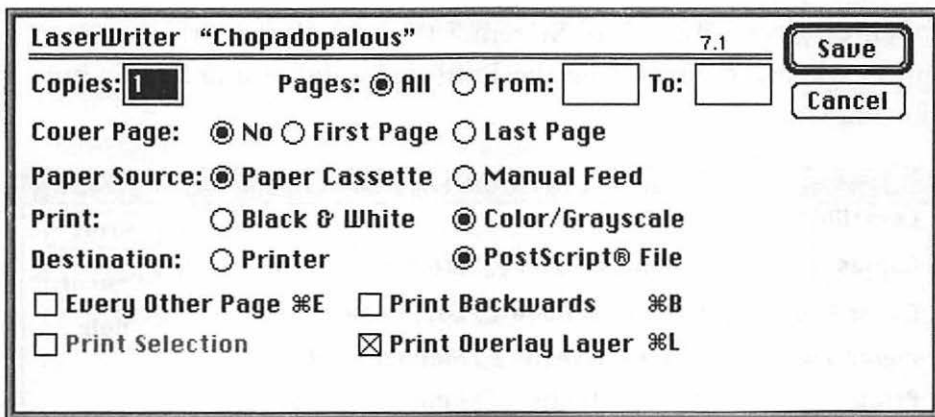 LaserWriter “Chopadopalous” 7.1 Save
Copies: 1 Pages: All From: To: Cancel
Cover Page: No First Page Last Page
Paper Source: Paper Cassette Manual Feed
Print: Black & White Color/Grayscale
Destination: Printer PostScript® File
Every Other Page ⌘E Print Backwards ⌘B
Print Selection Print Overlay Layer ⌘L